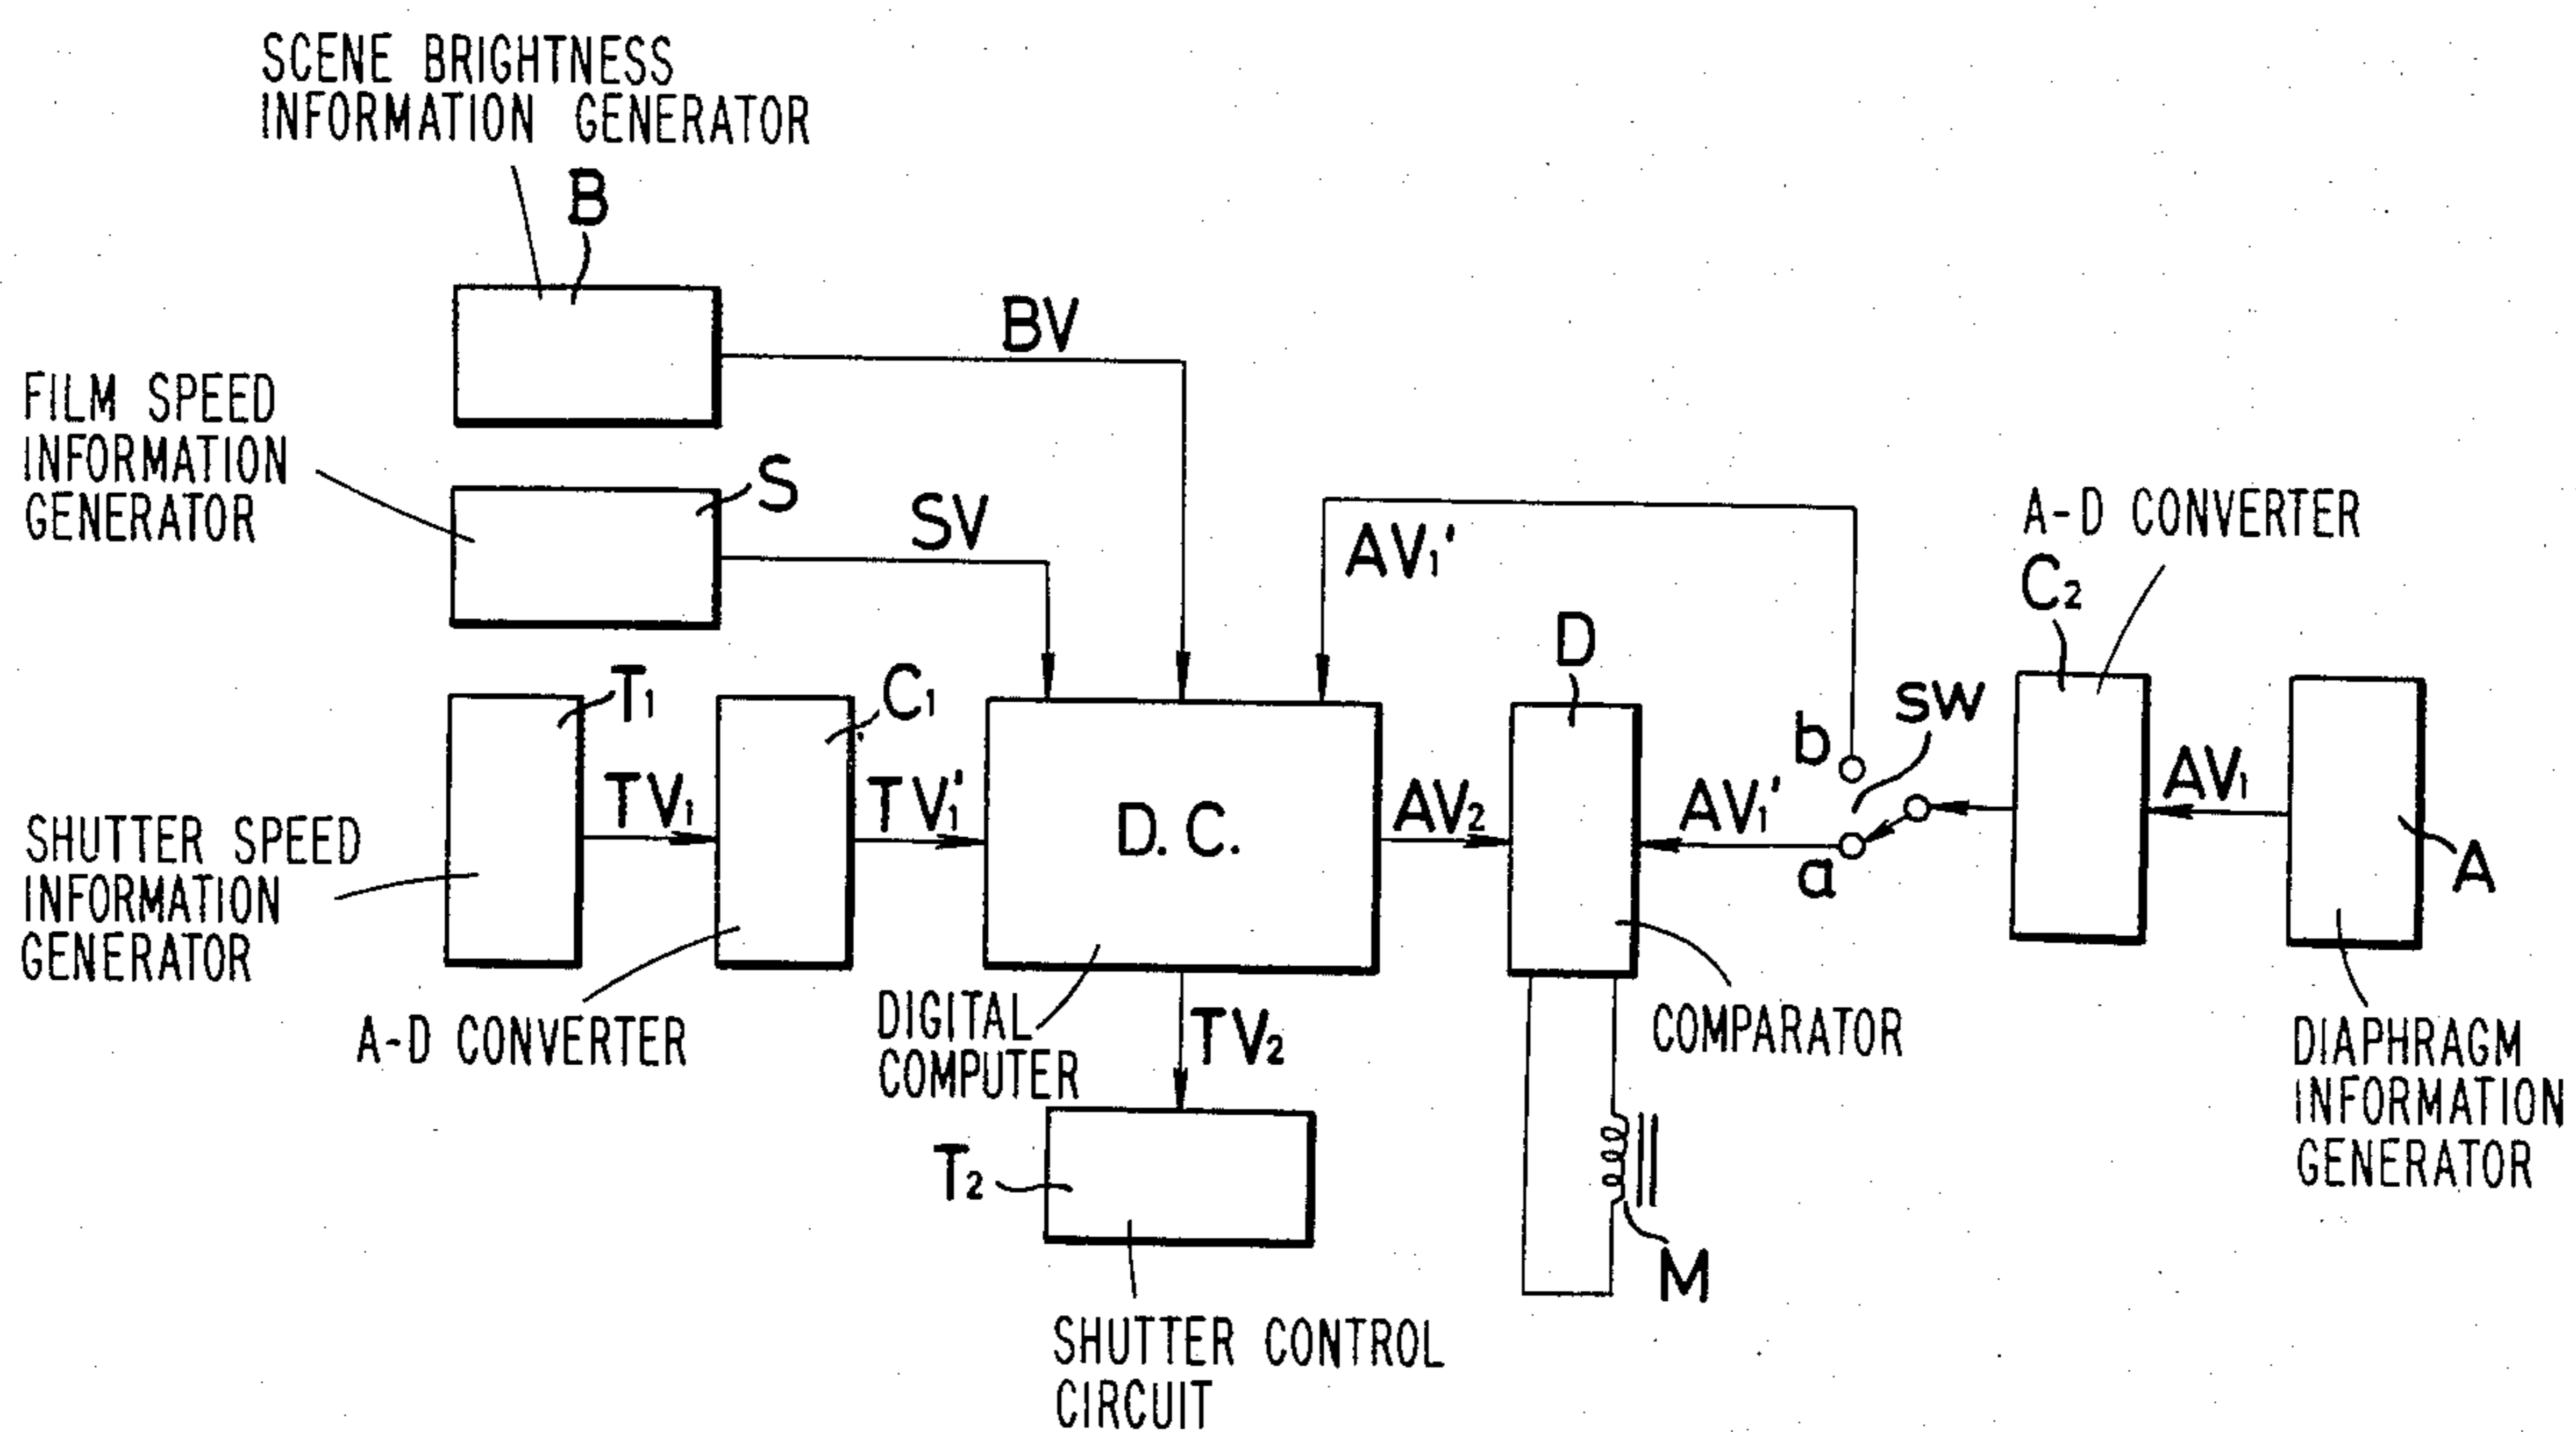 SCENE BRIGHTNESS
INFORMATION GENERATOR
B
BV
FILM SPEED
INFORMATION
GENERATOR
S
SV
AV₁'
A-D CONVERTER
C₂
D
T₁
C₁
b
SW
TV₁
TV₁'
D.C.
AV₂
AV₁'
a
AV₁
A
SHUTTER SPEED
INFORMATION
GENERATOR
A-D CONVERTER
DIGITAL
COMPUTER
TV₂
COMPARATOR
DIAPHRAGM
INFORMATION
GENERATOR
T₂
M
SHUTTER CONTROL
CIRCUIT